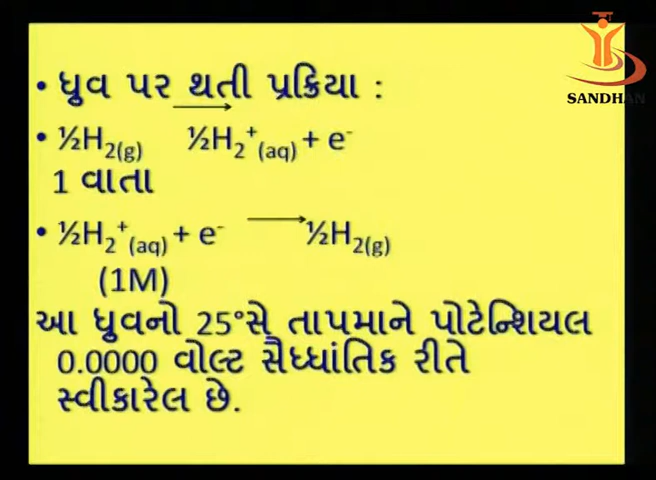 SANDHAN
• ધ્રુવ પર થતી પ્રક્રિયા :
• ½H₂(g) ⟶ ½H₂⁺(aq) + e⁻
1 વાતા
• ½H₂⁺(aq) + e⁻ ⟶ ½H₂(g)
(1M)
આ ધ્રુવનો 25°સે તાપમાને પોટેન્શિયલ
0.0000 વોલ્ટ સૈધ્ધાંતિક રીતે
સ્વીકારેલ છે.